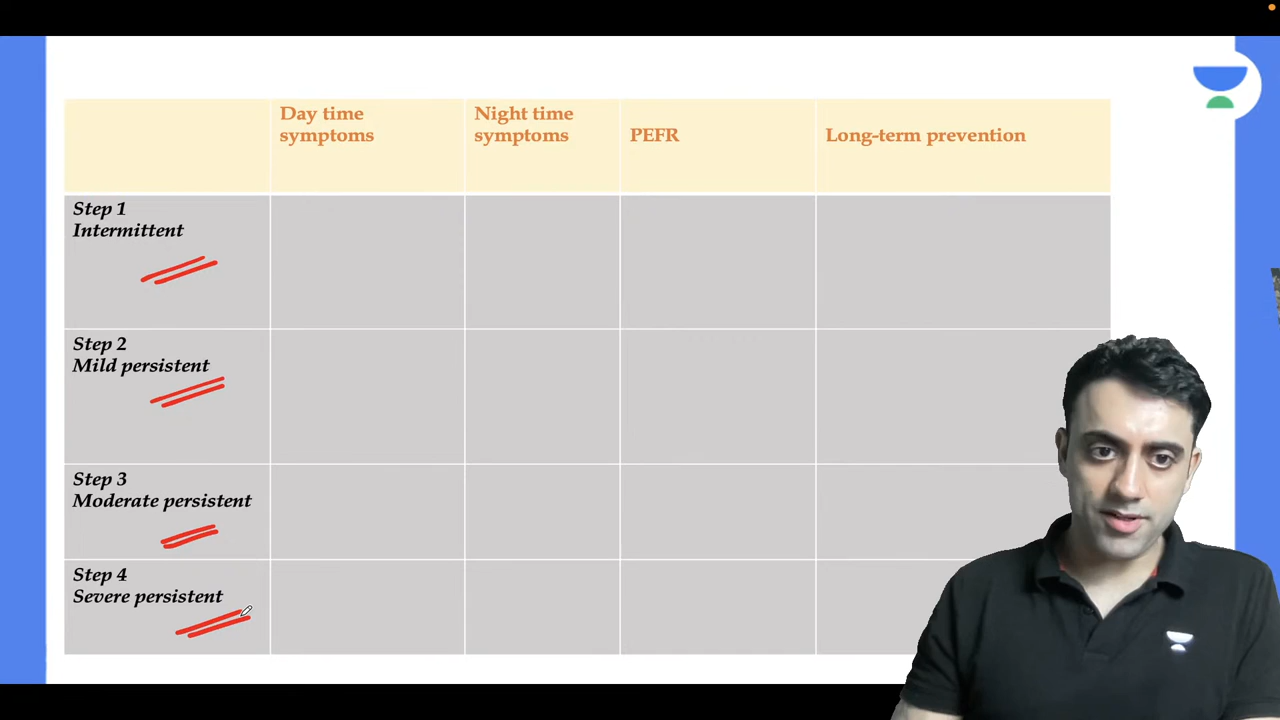 Day time
symptoms
Night time
symptoms
PEFR
Long-term prevention
Step 1
Intermittent
Step 2
Mild persistent
Step 3
Moderate persistent
Step 4
Severe persistent